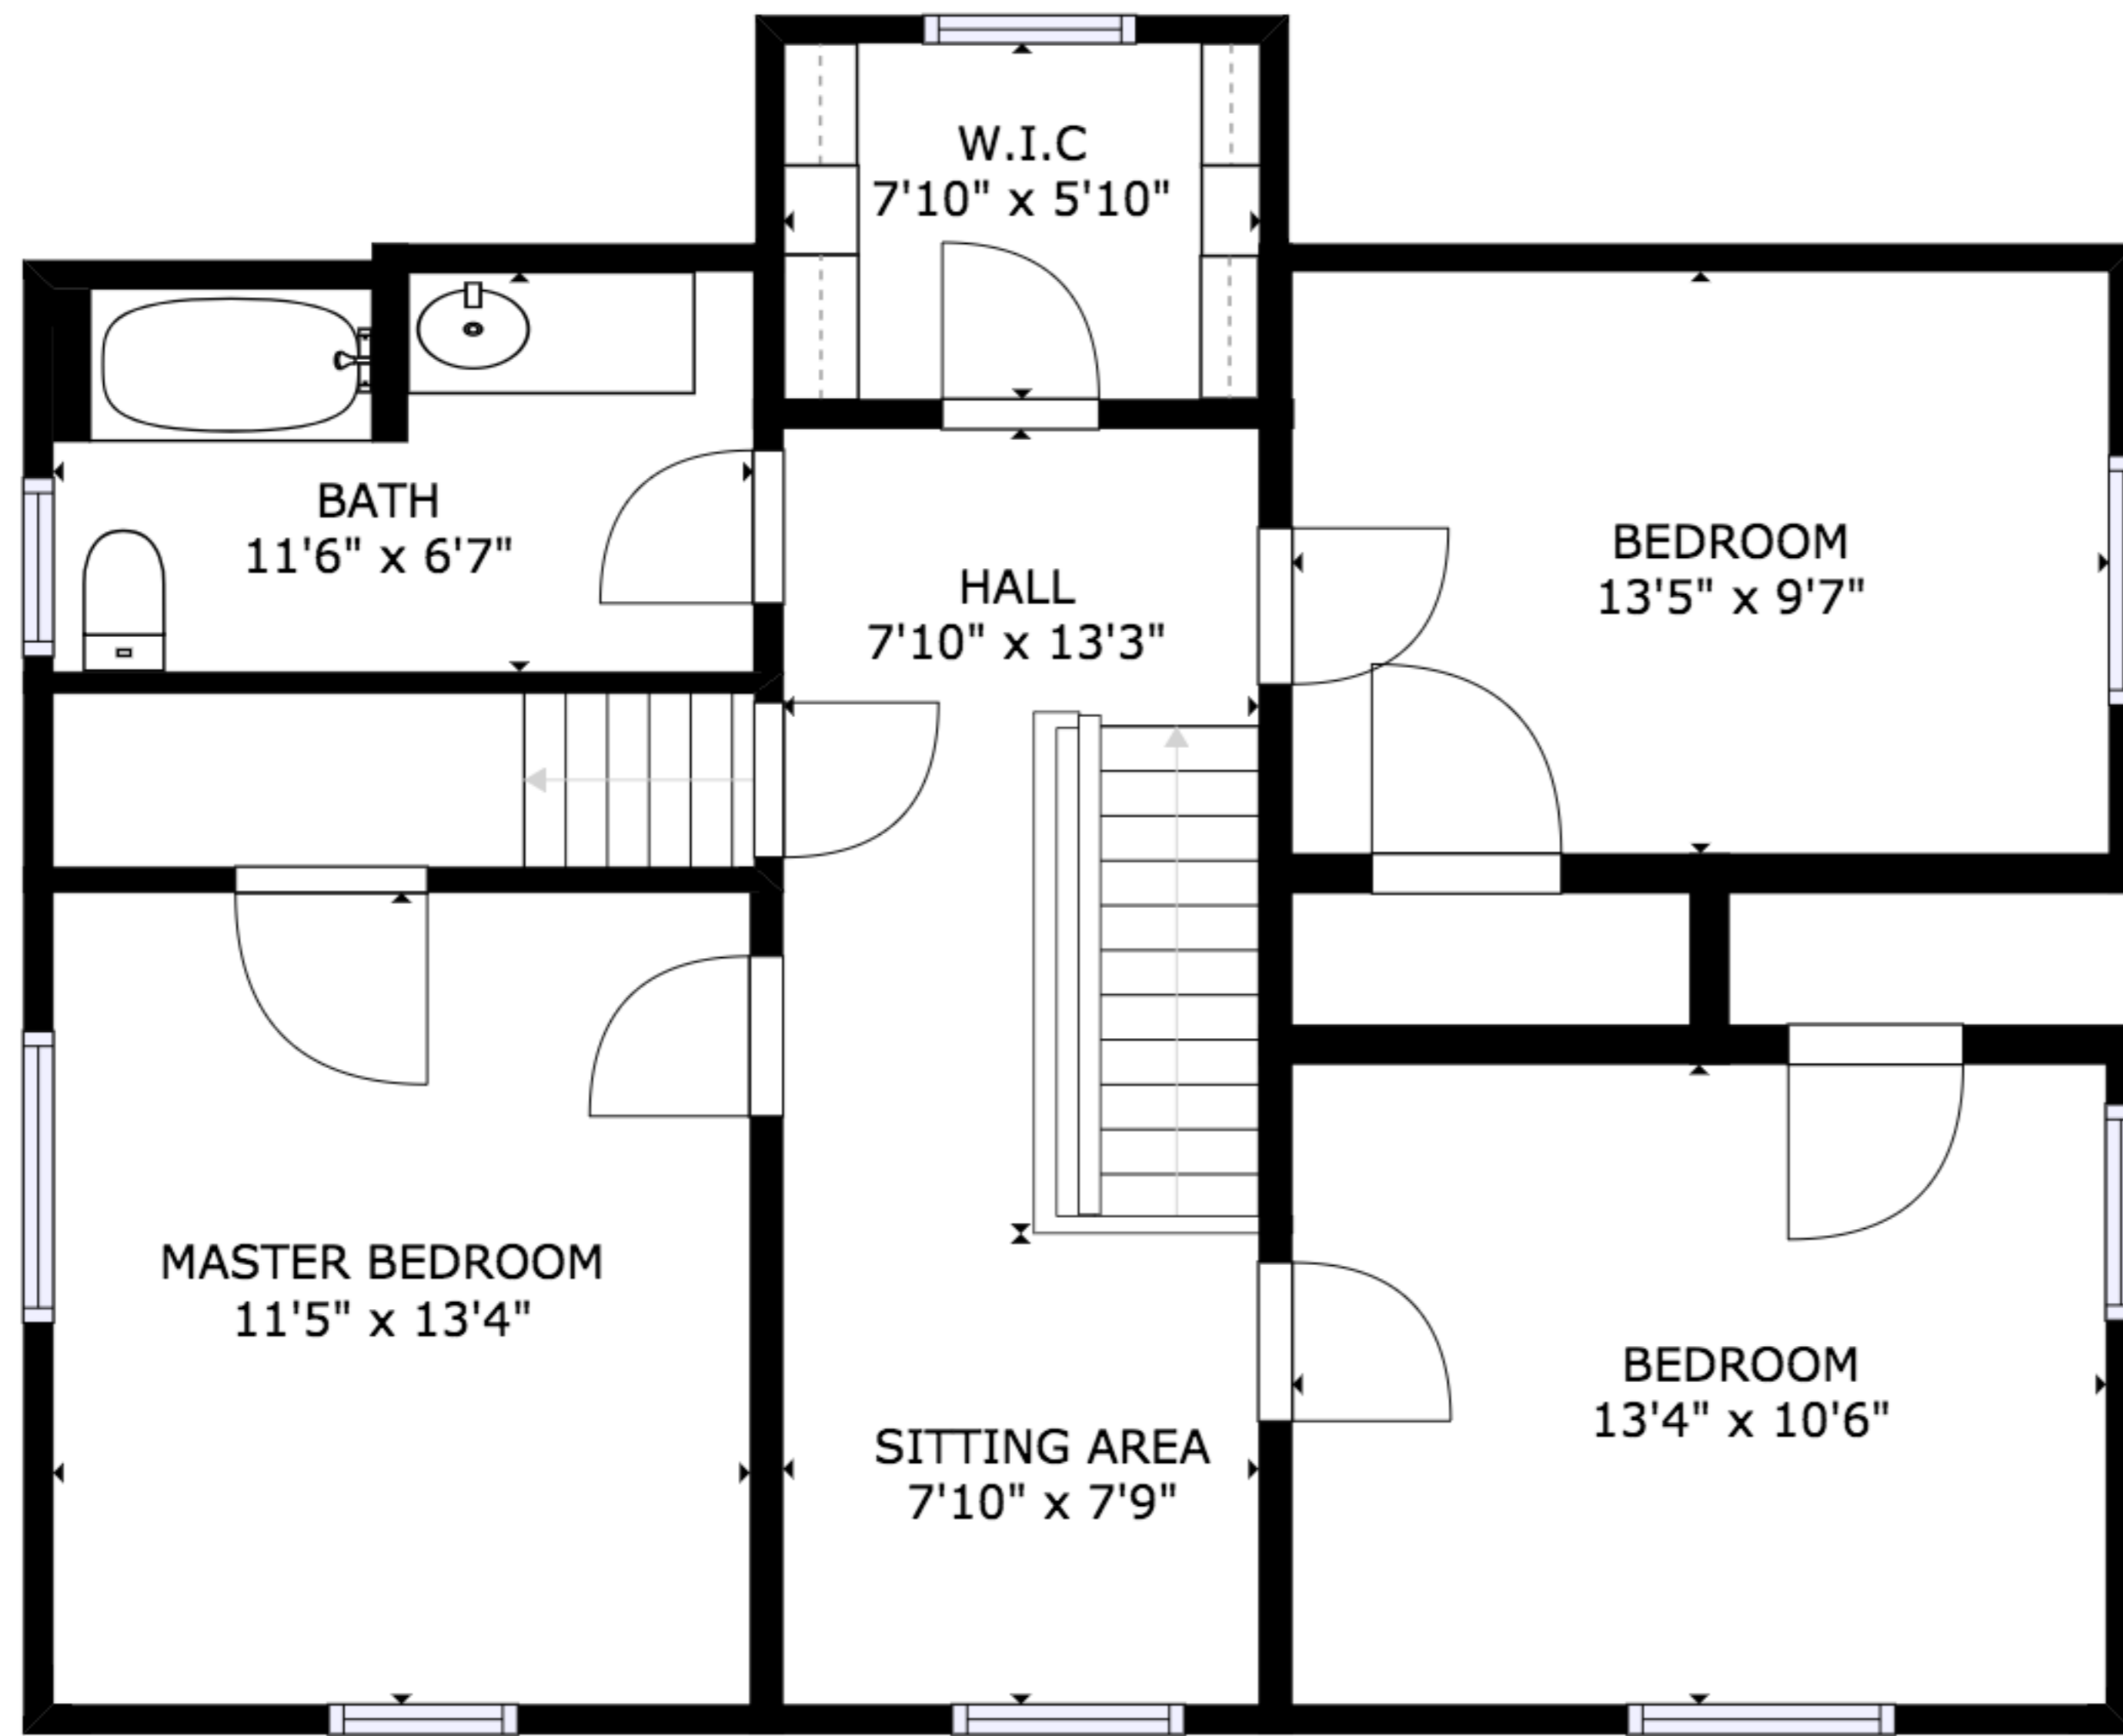 W.I.C
7'10" x 5'10"
BATH
11'6" x 6'7"
HALL
7'10" x 13'3"
BEDROOM
13'5" x 9'7"
MASTER BEDROOM
11'5" x 13'4"
SITTING AREA
7'10" x 7'9"
BEDROOM
13'4" x 10'6"